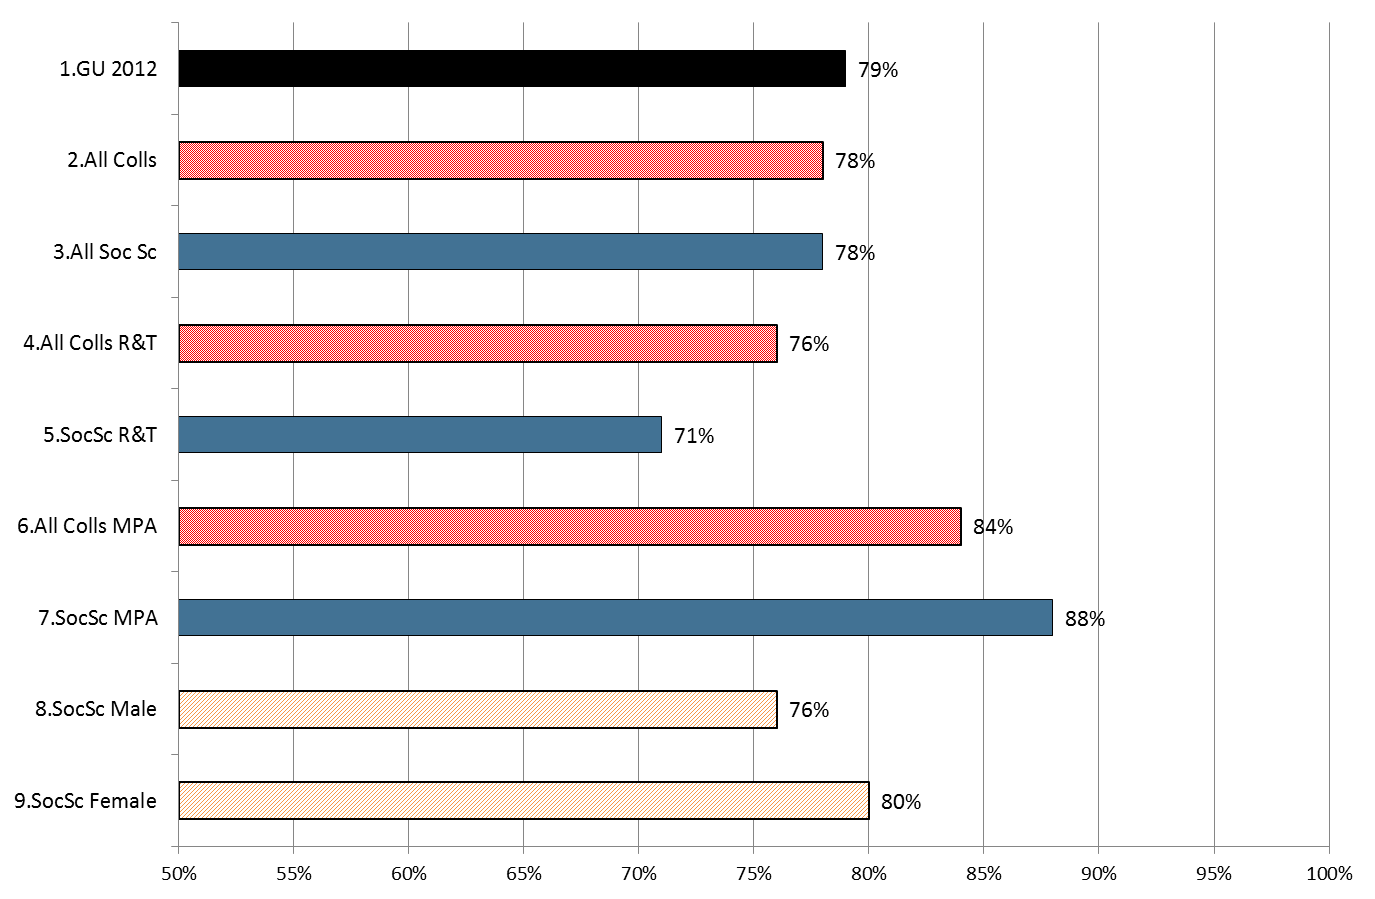 1.GU 2012
79%
2.All Colls
78%
3.All Soc Sc
78%
4.All Colls R&T
76%
5.SocSc R&T
71%
6.All Colls MPA
84%
7.SocSc MPA
88%
8.SocSc Male
76%
9.SocSc Female
80%
50% 55% 60% 65% 70% 75% 80% 85% 90% 95% 100%